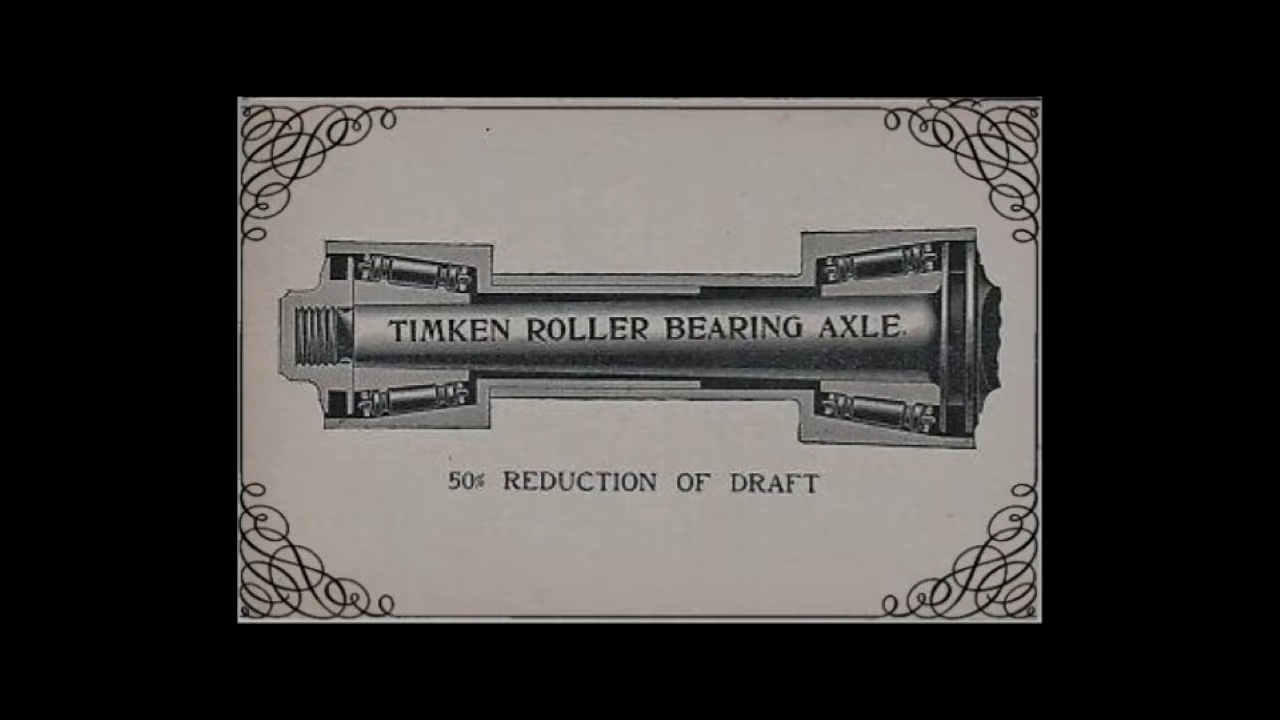 TIMKEN ROLLER BEARING AXLE.
50% REDUCTION OF DRAFT